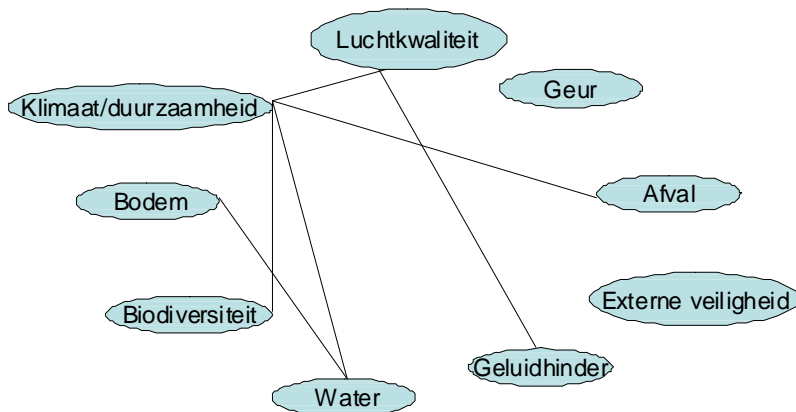 Luchtkwaliteit
Geur
Klimaat/duurzaamheid
Afval
Bodem
Externe veiligheid
Biodiversiteit
Geluidhinder
Water